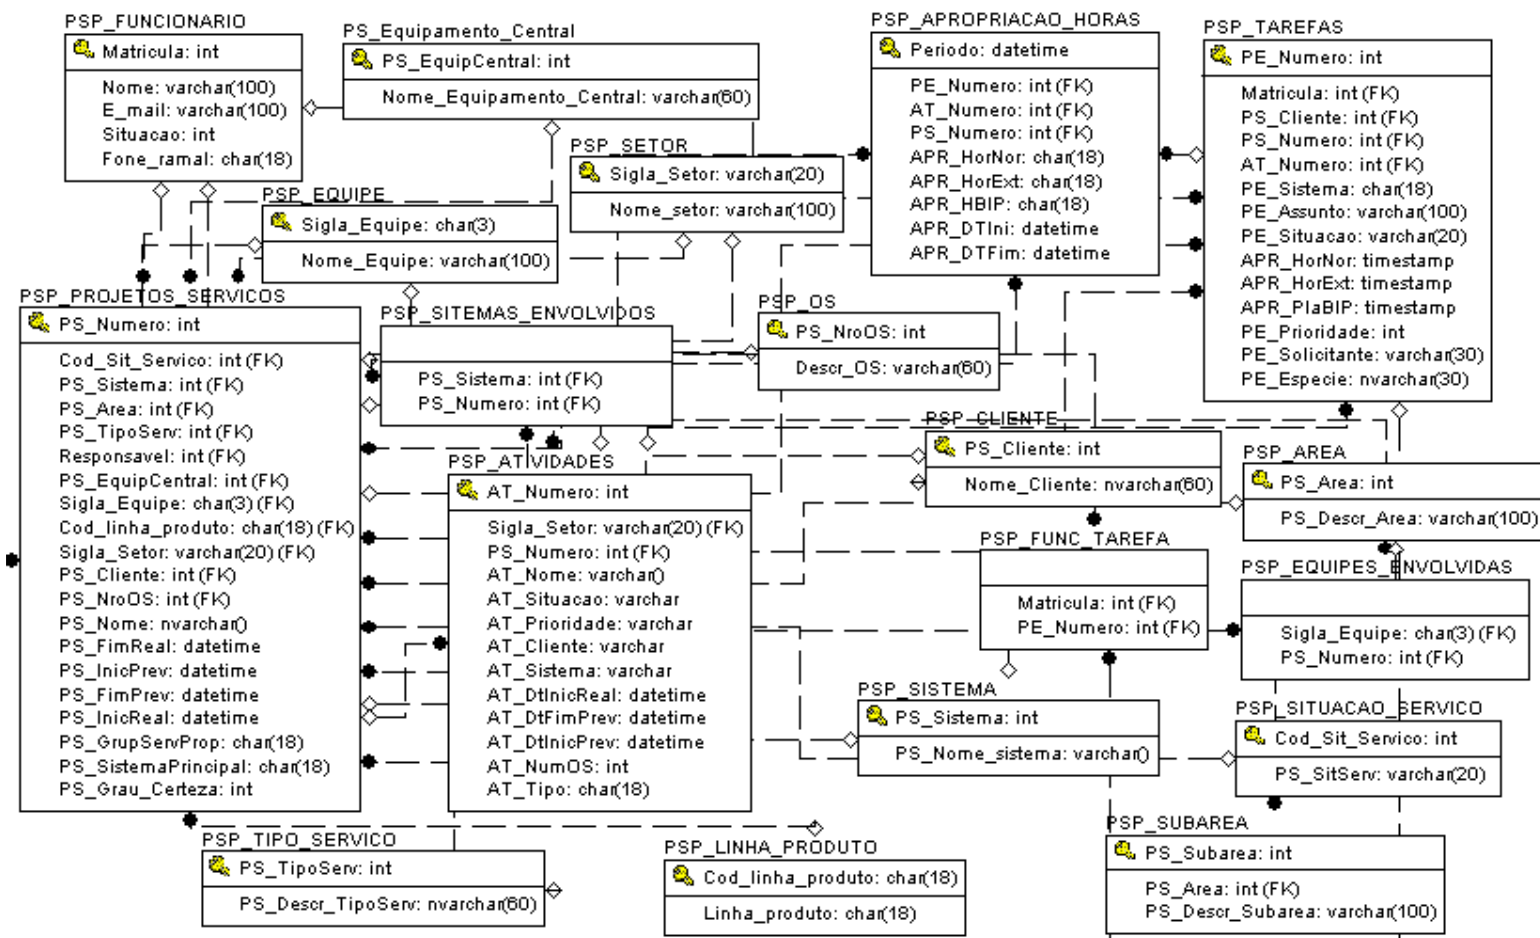 PSP_FUNCIONARIO
Matricula: int
Nome: varchar(100)
E_mail: varchar(100)
Situacao: int
Fone_ramal: char(18)
PS_Equipamento_Central
PS_EquipCentral: int
Nome_Equipamento_Central: varchar(60)
PSP_APROPRIACAO_HORAS
Periodo: datetime
PE_Numero: int (FK)
AT_Numero: int (FK)
PS_Numero: int (FK)
APR_HorNor: char(18)
APR_HorExt: char(18)
APR_HBIP: char(18)
APR_DTIni: datetime
APR_DTFim: datetime
PSP_TAREFAS
PE_Numero: int
Matricula: int (FK)
PS_Cliente: int (FK)
PS_Numero: int (FK)
AT_Numero: int (FK)
PE_Sistema: char(18)
PE_Assunto: varchar(100)
PE_Situacao: varchar(20)
APR_HorNor: timestamp
APR_HorExt: timestamp
APR_PlaBIP: timestamp
PE_Prioridade: int
PE_Solicitante: varchar(30)
PE_Especie: nvarchar(30)
PSP_SETOR
Sigla_Setor: varchar(20)
Nome_setor: varchar(100)
PSP_EQUIPE
Sigla_Equipe: char(3)
Nome_Equipe: varchar(100)
PSP_PROJETOS_SERVICOS
PS_Numero: int
Cod_Sit_Servico: int (FK)
PS_Sistema: int (FK)
PS_Area: int (FK)
PS_TipoServ: int (FK)
Responsavel: int (FK)
PS_EquipCentral: int (FK)
Sigla_Equipe: char(3) (FK)
Cod_linha_produto: char(18) (FK)
Sigla_Setor: varchar(20) (FK)
PS_Cliente: int (FK)
PS_NroOS: int (FK)
PS_Nome: nvarchar()
PS_FimReal: datetime
PS_InicPrev: datetime
PS_FimPrev: datetime
PS_InicReal: datetime
PS_GrupServProp: char(18)
PS_SistemaPrincipal: char(18)
PS_Grau_Certeza: int
PSP_SITEMAS_ENVOLVIDOS
PS_Sistema: int (FK)
PS_Numero: int (FK)
PSP_OS
PS_NroOS: int
Descr_OS: varchar(60)
PSP_CLIENTE
PS_Cliente: int
Nome_Cliente: nvarchar(60)
PSP_AREA
PS_Area: int
PS_Descr_Area: varchar(100)
PSP_ATIVIDADES
AT_Numero: int
Sigla_Setor: varchar(20) (FK)
PS_Numero: int (FK)
AT_Nome: varchar()
AT_Situacao: varchar
AT_Prioridade: varchar
AT_Cliente: varchar
AT_Sistema: varchar
AT_DtInicReal: datetime
AT_DtFimPrev: datetime
AT_DtInicPrev: datetime
AT_NumOS: int
AT_Tipo: char(18)
PSP_FUNC_TAREFA
Matricula: int (FK)
PE_Numero: int (FK)
PSP_EQUIPES_ENVOLVIDAS
Sigla_Equipe: char(3) (FK)
PS_Numero: int (FK)
PSP_SISTEMA
PS_Sistema: int
PS_Nome_sistema: varchar()
PSP_SITUACAO_SERVICO
Cod_Sit_Servico: int
PS_SitServ: varchar(20)
PSP_TIPO_SERVICO
PS_TipoServ: int
PS_Descr_TipoServ: nvarchar(60)
PSP_LINHA_PRODUTO
Cod_linha_produto: char(18)
Linha_produto: char(18)
PSP_SUBAREA
PS_Subarea: int
PS_Area: int (FK)
PS_Descr_Subarea: varchar(100)